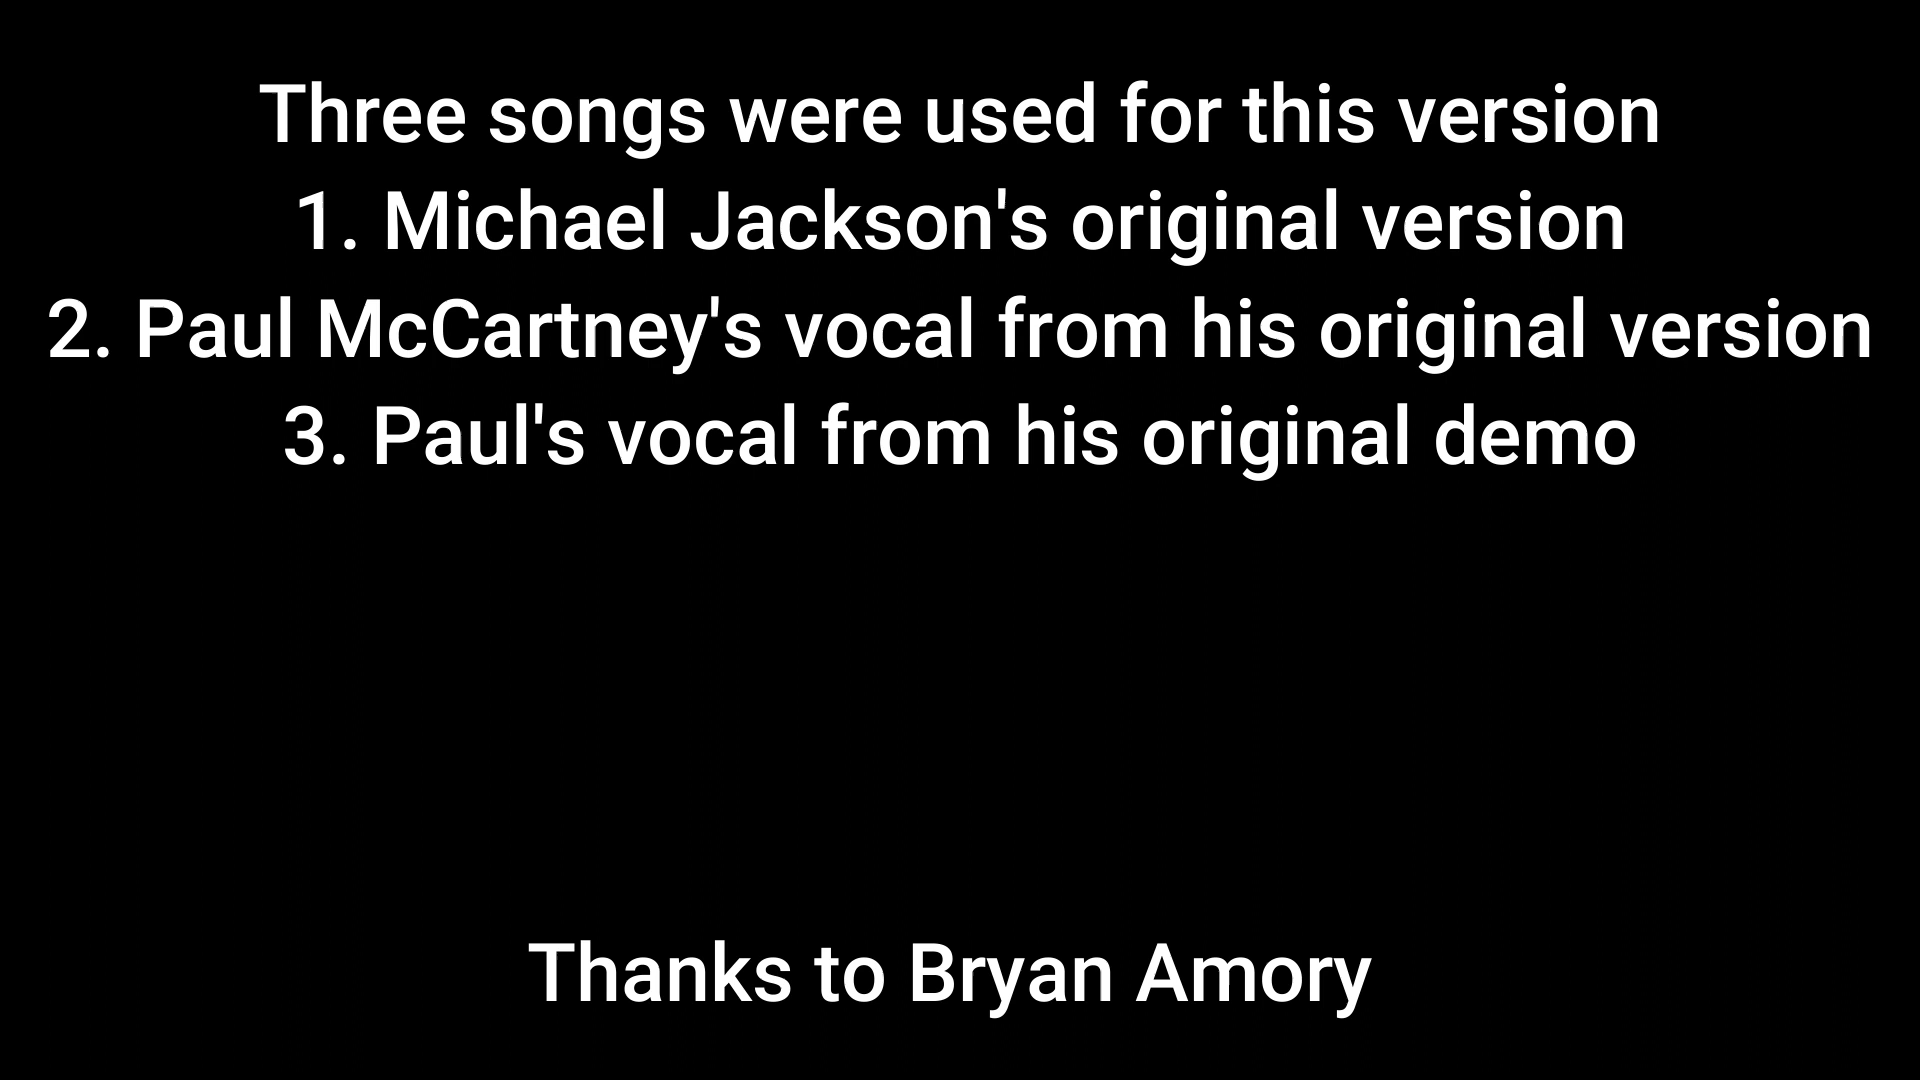 Three songs were used for this version
1. Michael Jackson's original version
2. Paul McCartney's vocal from his original version
3. Paul's vocal from his original demo
Thanks to Bryan Amory